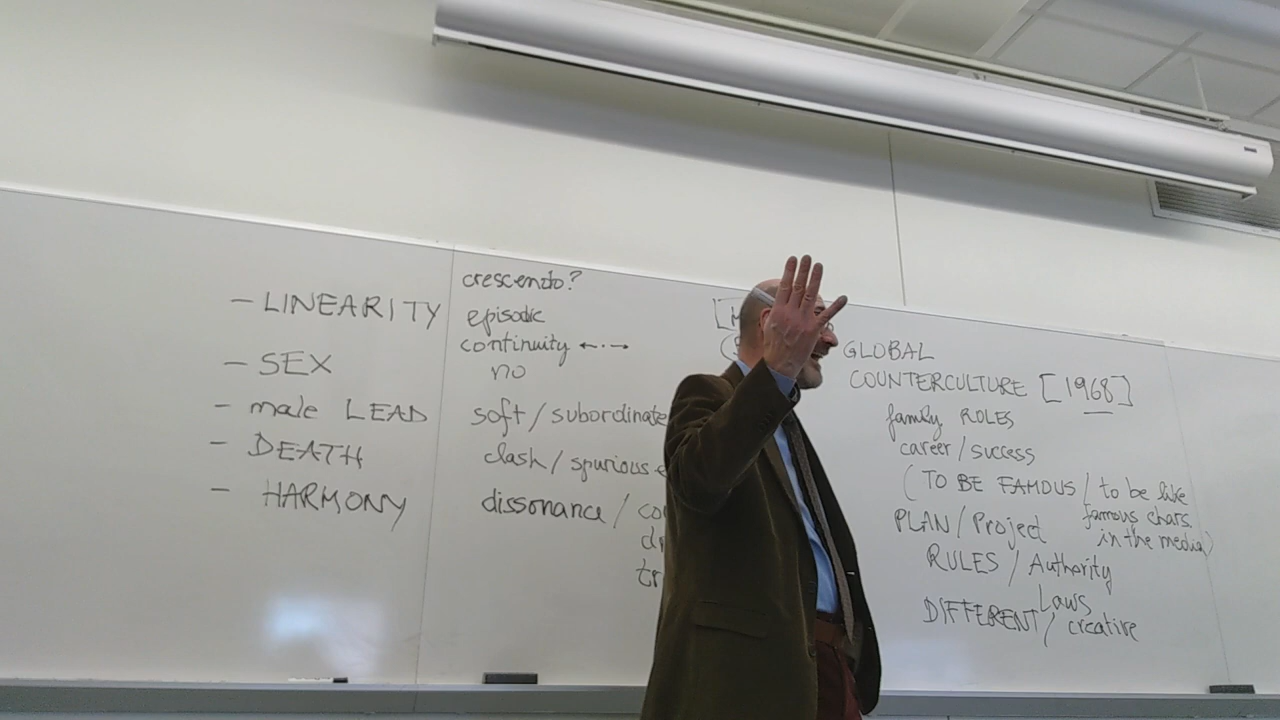 – LINEARITY
– SEX
– male LEAD
– DEATH
– HARMONY
crescendo?
episodic
continuity ←·→
no
soft / subordinate
clash / spurious
dissonance /
GLOBAL
COUNTERCULTURE [1968]
family ROLES
career / success
(TO BE FAMOUS / to be like
famous chars.
in the media)
PLAN / Project
RULES / Authority
Laws
DIFFERENT / creative